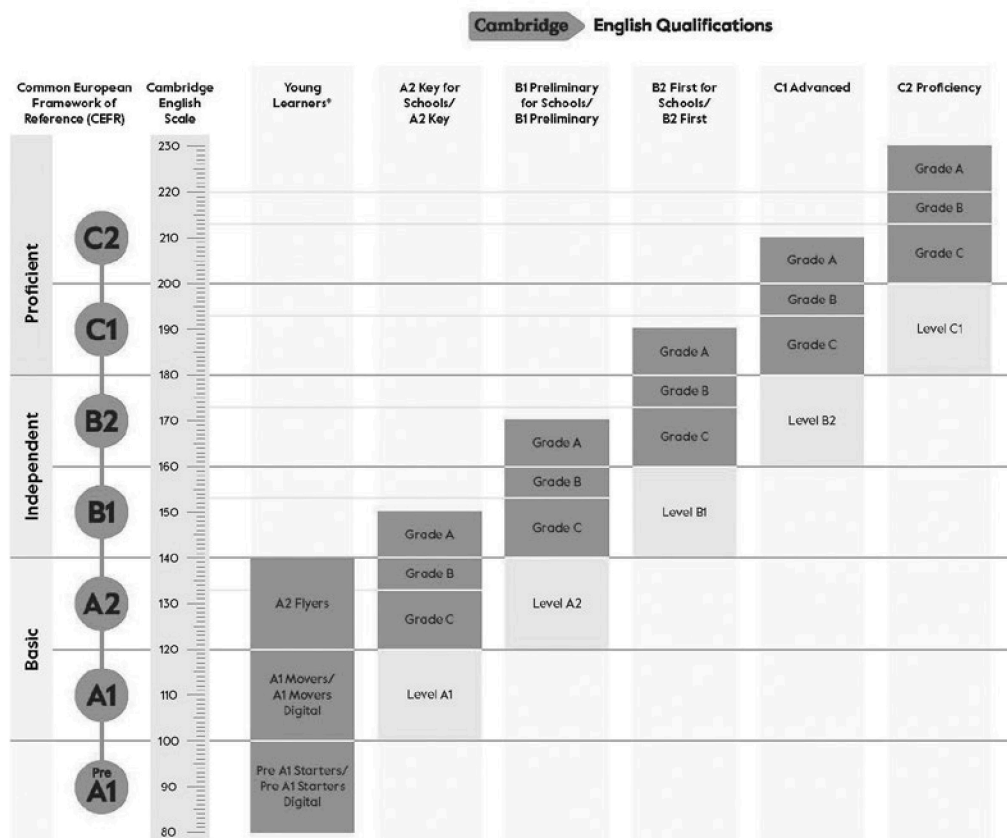 Cambridge English Qualifications
Common European
Framework of
Reference (CEFR)
Cambridge
English
Scale
Young
Learners*
A2 Key for
Schools/
A2 Key
B1 Preliminary
for Schools/
B1 Preliminary
B2 First for
Schools/
B2 First
C1 Advanced
C2 Proficiency
Proficient
Independent
Basic
C2
C1
B2
B1
A2
A1
Pre
A1
230
220
210
200
190
180
170
160
150
140
130
120
110
100
90
80
A2 Flyers
A1 Movers/
A1 Movers
Digital
Pre A1 Starters/
Pre A1 Starters
Digital
Grade A
Grade B
Grade C
Level A1
Grade A
Grade B
Grade C
Level A2
Grade A
Grade B
Grade C
Level B1
Grade A
Grade B
Grade C
Level B2
Grade A
Grade B
Grade C
Level C1